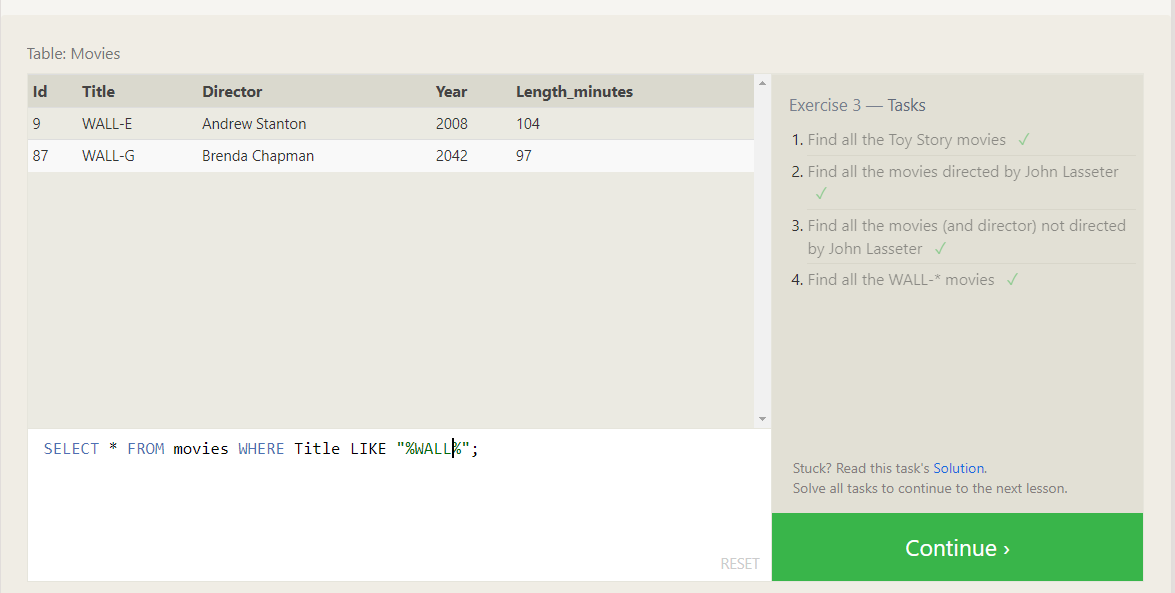 Table: Movies
Id Title Director Year Length_minutes
9 WALL-E Andrew Stanton 2008 104
87 WALL-G Brenda Chapman 2042 97
SELECT * FROM movies WHERE Title LIKE "%WALL%";
RESET
Exercise 3 — Tasks
1. Find all the Toy Story movies ✓
2. Find all the movies directed by John Lasseter
✓
3. Find all the movies (and director) not directed
by John Lasseter ✓
4. Find all the WALL-* movies ✓
Stuck? Read this task's Solution.
Solve all tasks to continue to the next lesson.
Continue ›